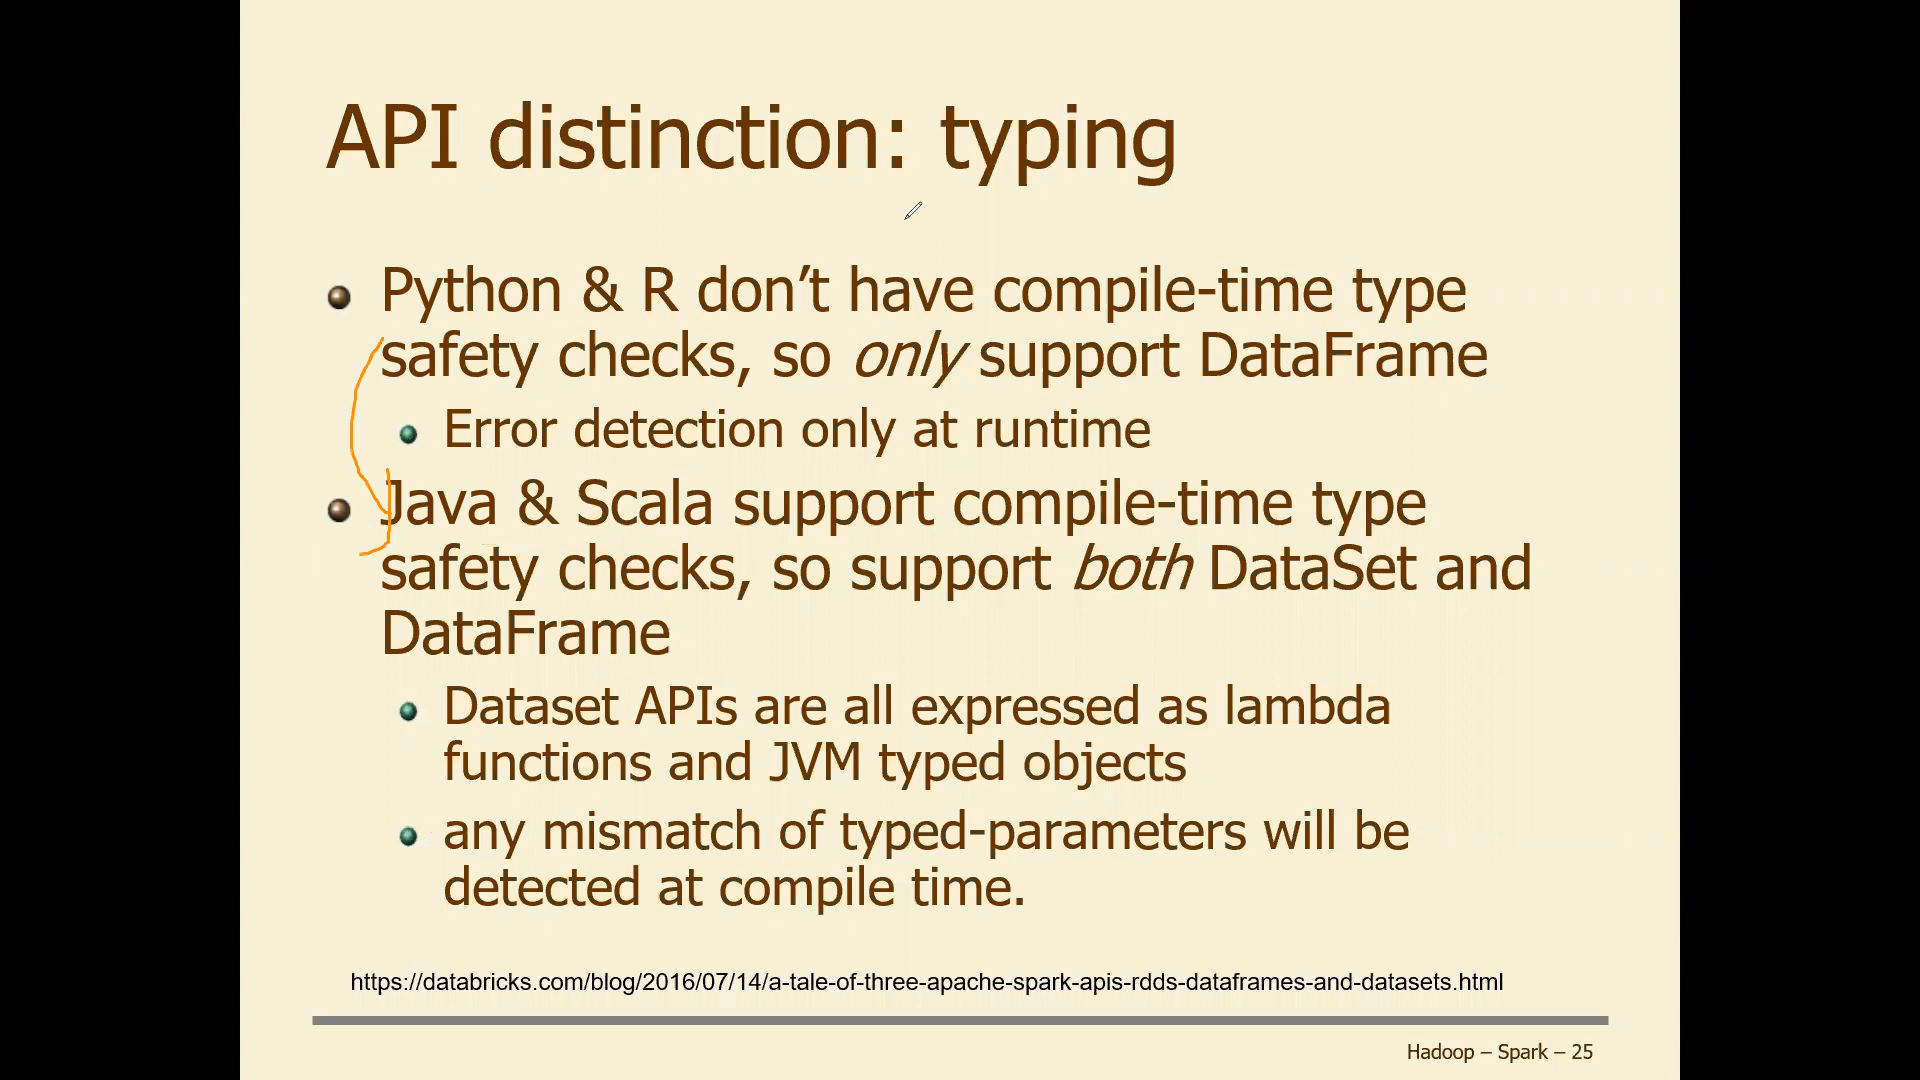 API distinction: typing
Python & R don’t have compile-time type
safety checks, so only support DataFrame
Error detection only at runtime
Java & Scala support compile-time type
safety checks, so support both DataSet and
DataFrame
Dataset APIs are all expressed as lambda
functions and JVM typed objects
any mismatch of typed-parameters will be
detected at compile time.
https://databricks.com/blog/2016/07/14/a-tale-of-three-apache-spark-apis-rdds-dataframes-and-datasets.html
Hadoop – Spark – 25